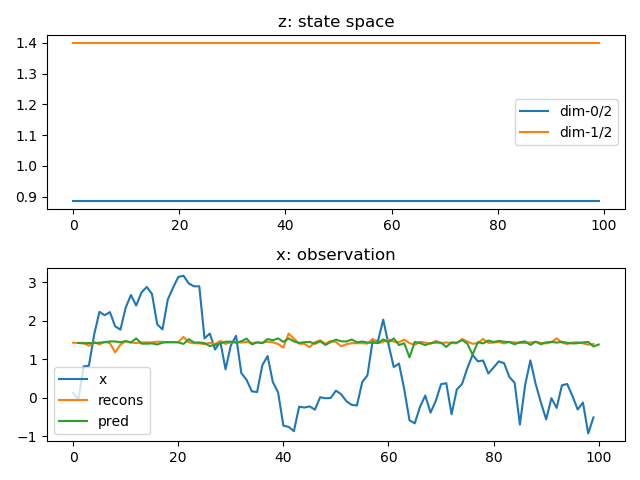 z: state space
1.4
1.3
1.2
1.1
1.0
0.9
dim-0/2
dim-1/2
0 20 40 60 80 100
x: observation
3
2
1
0
−1
x
recons
pred
0 20 40 60 80 100